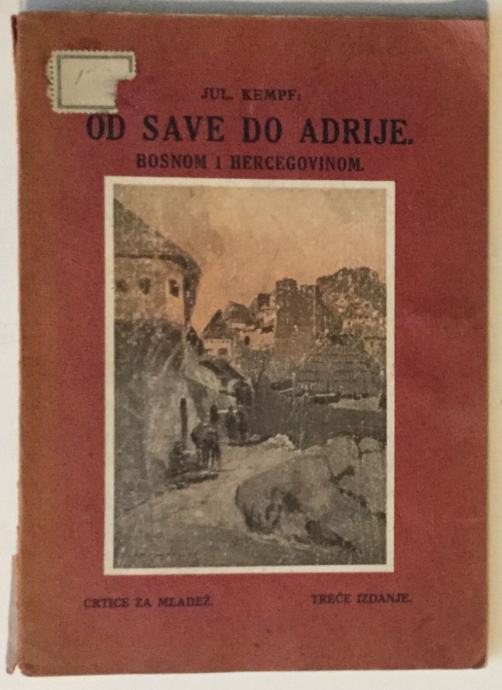 JUL. KEMPF:
OD SAVE DO ADRIJE.
BOSNOM I HERCEGOVINOM.
CRTICE ZA MLADEŽ.
TREĆE IZDANJE.